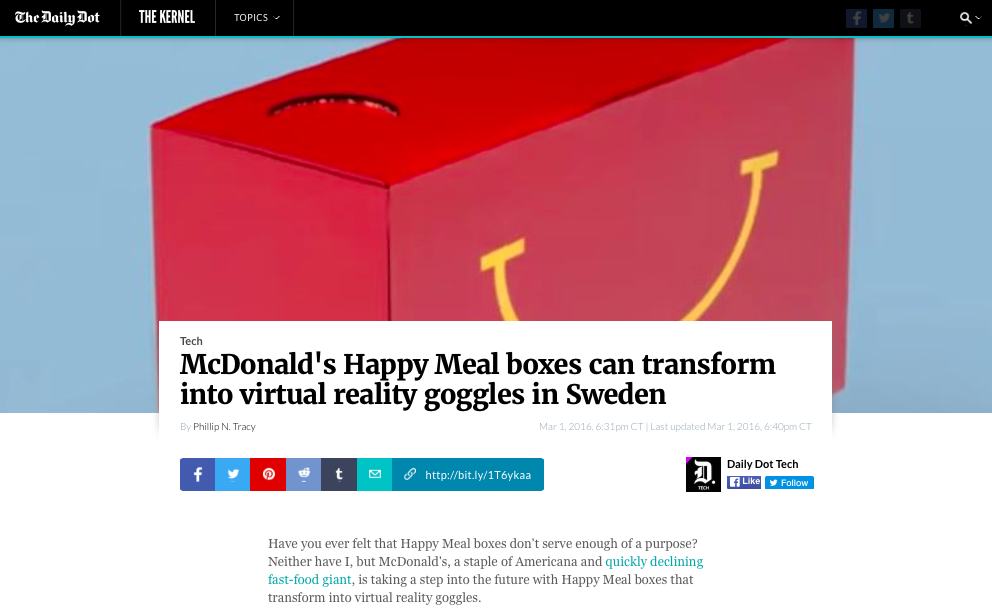 The Daily Dot
THE KERNEL
TOPICS
Tech
McDonald's Happy Meal boxes can transform
into virtual reality goggles in Sweden
By Phillip N. Tracy
Mar 1, 2016, 6:31pm CT | Last updated Mar 1, 2016, 6:40pm CT
http://bit.ly/1T6ykaa
D.
TECH
Daily Dot Tech
Like
Follow
Have you ever felt that Happy Meal boxes don't serve enough of a purpose?
Neither have I, but McDonald's, a staple of Americana and quickly declining
fast-food giant, is taking a step into the future with Happy Meal boxes that
transform into virtual reality goggles.